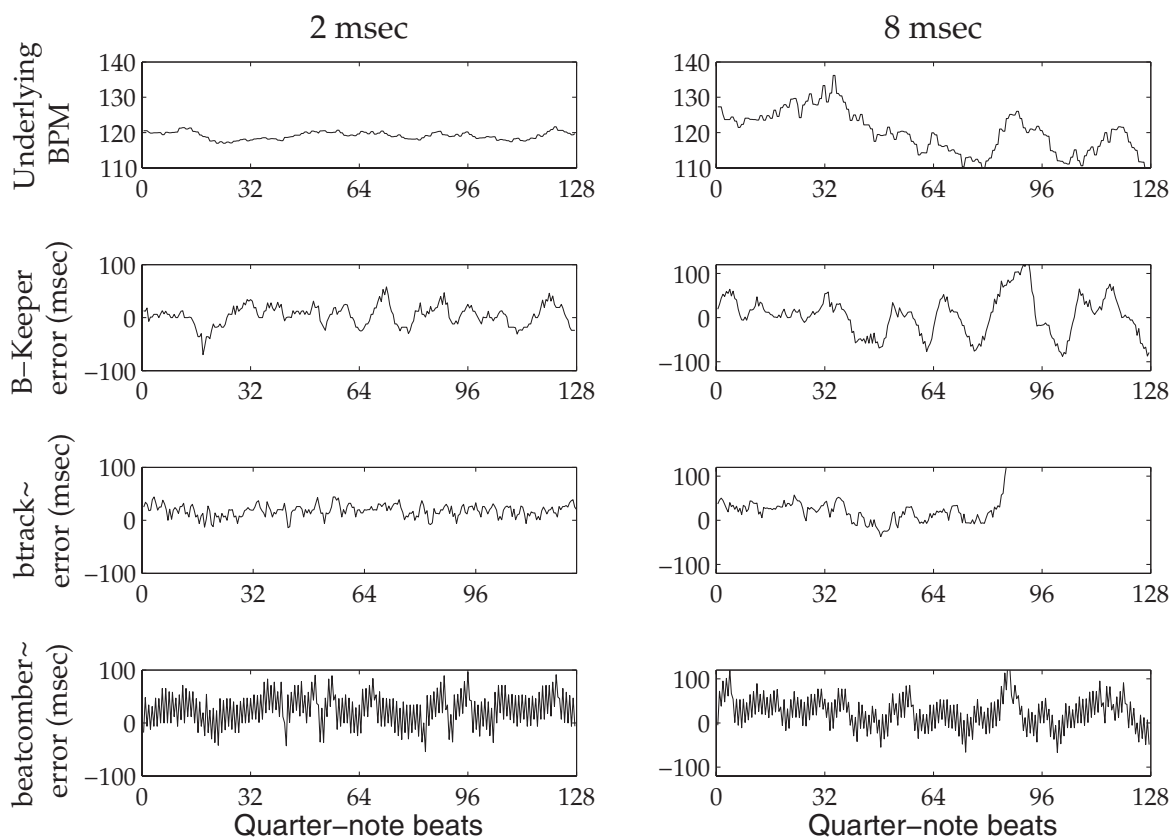 2 msec 8 msec
Underlying
BPM
140
130
120
110
0 32 64 96 128
140
130
120
110
0 32 64 96 128
B−Keeper
error (msec)
100
0
−100
0 32 64 96 128
100
0
−100
0 32 64 96 128
btrack~
error (msec)
100
0
−100
0 32 64 96
100
0
−100
0 32 64 96 128
beatcomber~
error (msec)
100
0
−100
0 32 64 96 128
Quarter−note beats
100
0
−100
0 32 64 96 128
Quarter−note beats